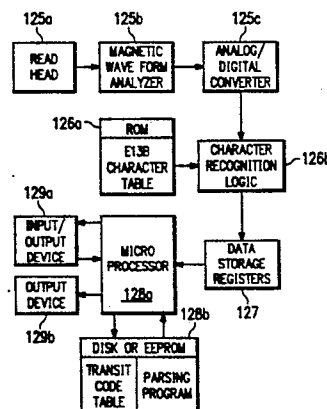 125a
125b
125c
READ
HEAD
MAGNETIC
WAVE FORM
ANALYZER
ANALOG/
DIGITAL
CONVERTER
126a
ROM
E13B
CHARACTER
TABLE
CHARACTER
RECOGNITION
LOGIC
126b
129a
INPUT/
OUTPUT
DEVICE
MICRO
PROCESSOR
128a
DATA
STORAGE
REGISTERS
127
OUTPUT
DEVICE
129b
128b
DISK OR EEPROM
TRANSIT
CODE
TABLE
PARSING
PROGRAM